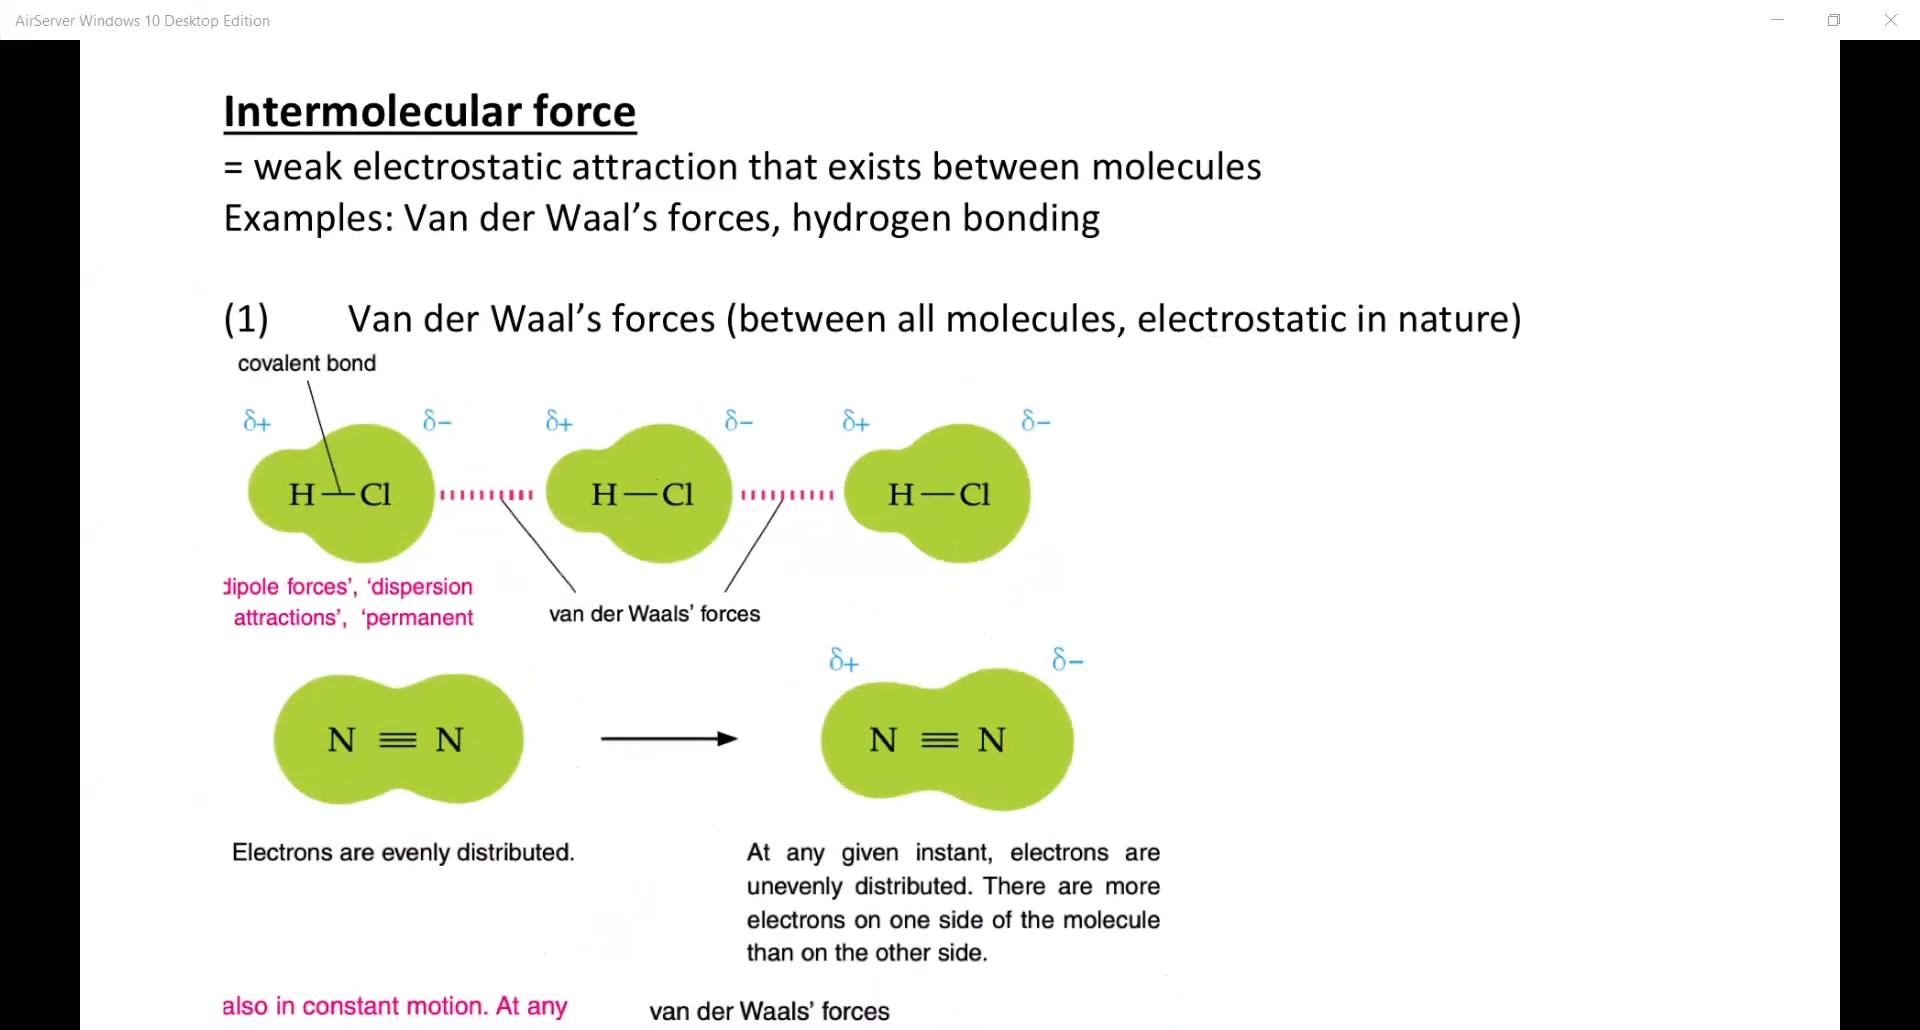 AirServer Windows 10 Desktop Edition
Intermolecular force
= weak electrostatic attraction that exists between molecules
Examples: Van der Waal’s forces, hydrogen bonding
(1) Van der Waal’s forces (between all molecules, electrostatic in nature)
covalent bond
δ+ δ− δ+ δ− δ+ δ−
H—Cl H—Cl H—Cl
dipole forces’, ‘dispersion
attractions’, ‘permanent
van der Waals’ forces
δ+ δ−
N ≡ N N ≡ N
Electrons are evenly distributed.
At any given instant, electrons are
unevenly distributed. There are more
electrons on one side of the molecule
than on the other side.
also in constant motion. At any
van der Waals’ forces